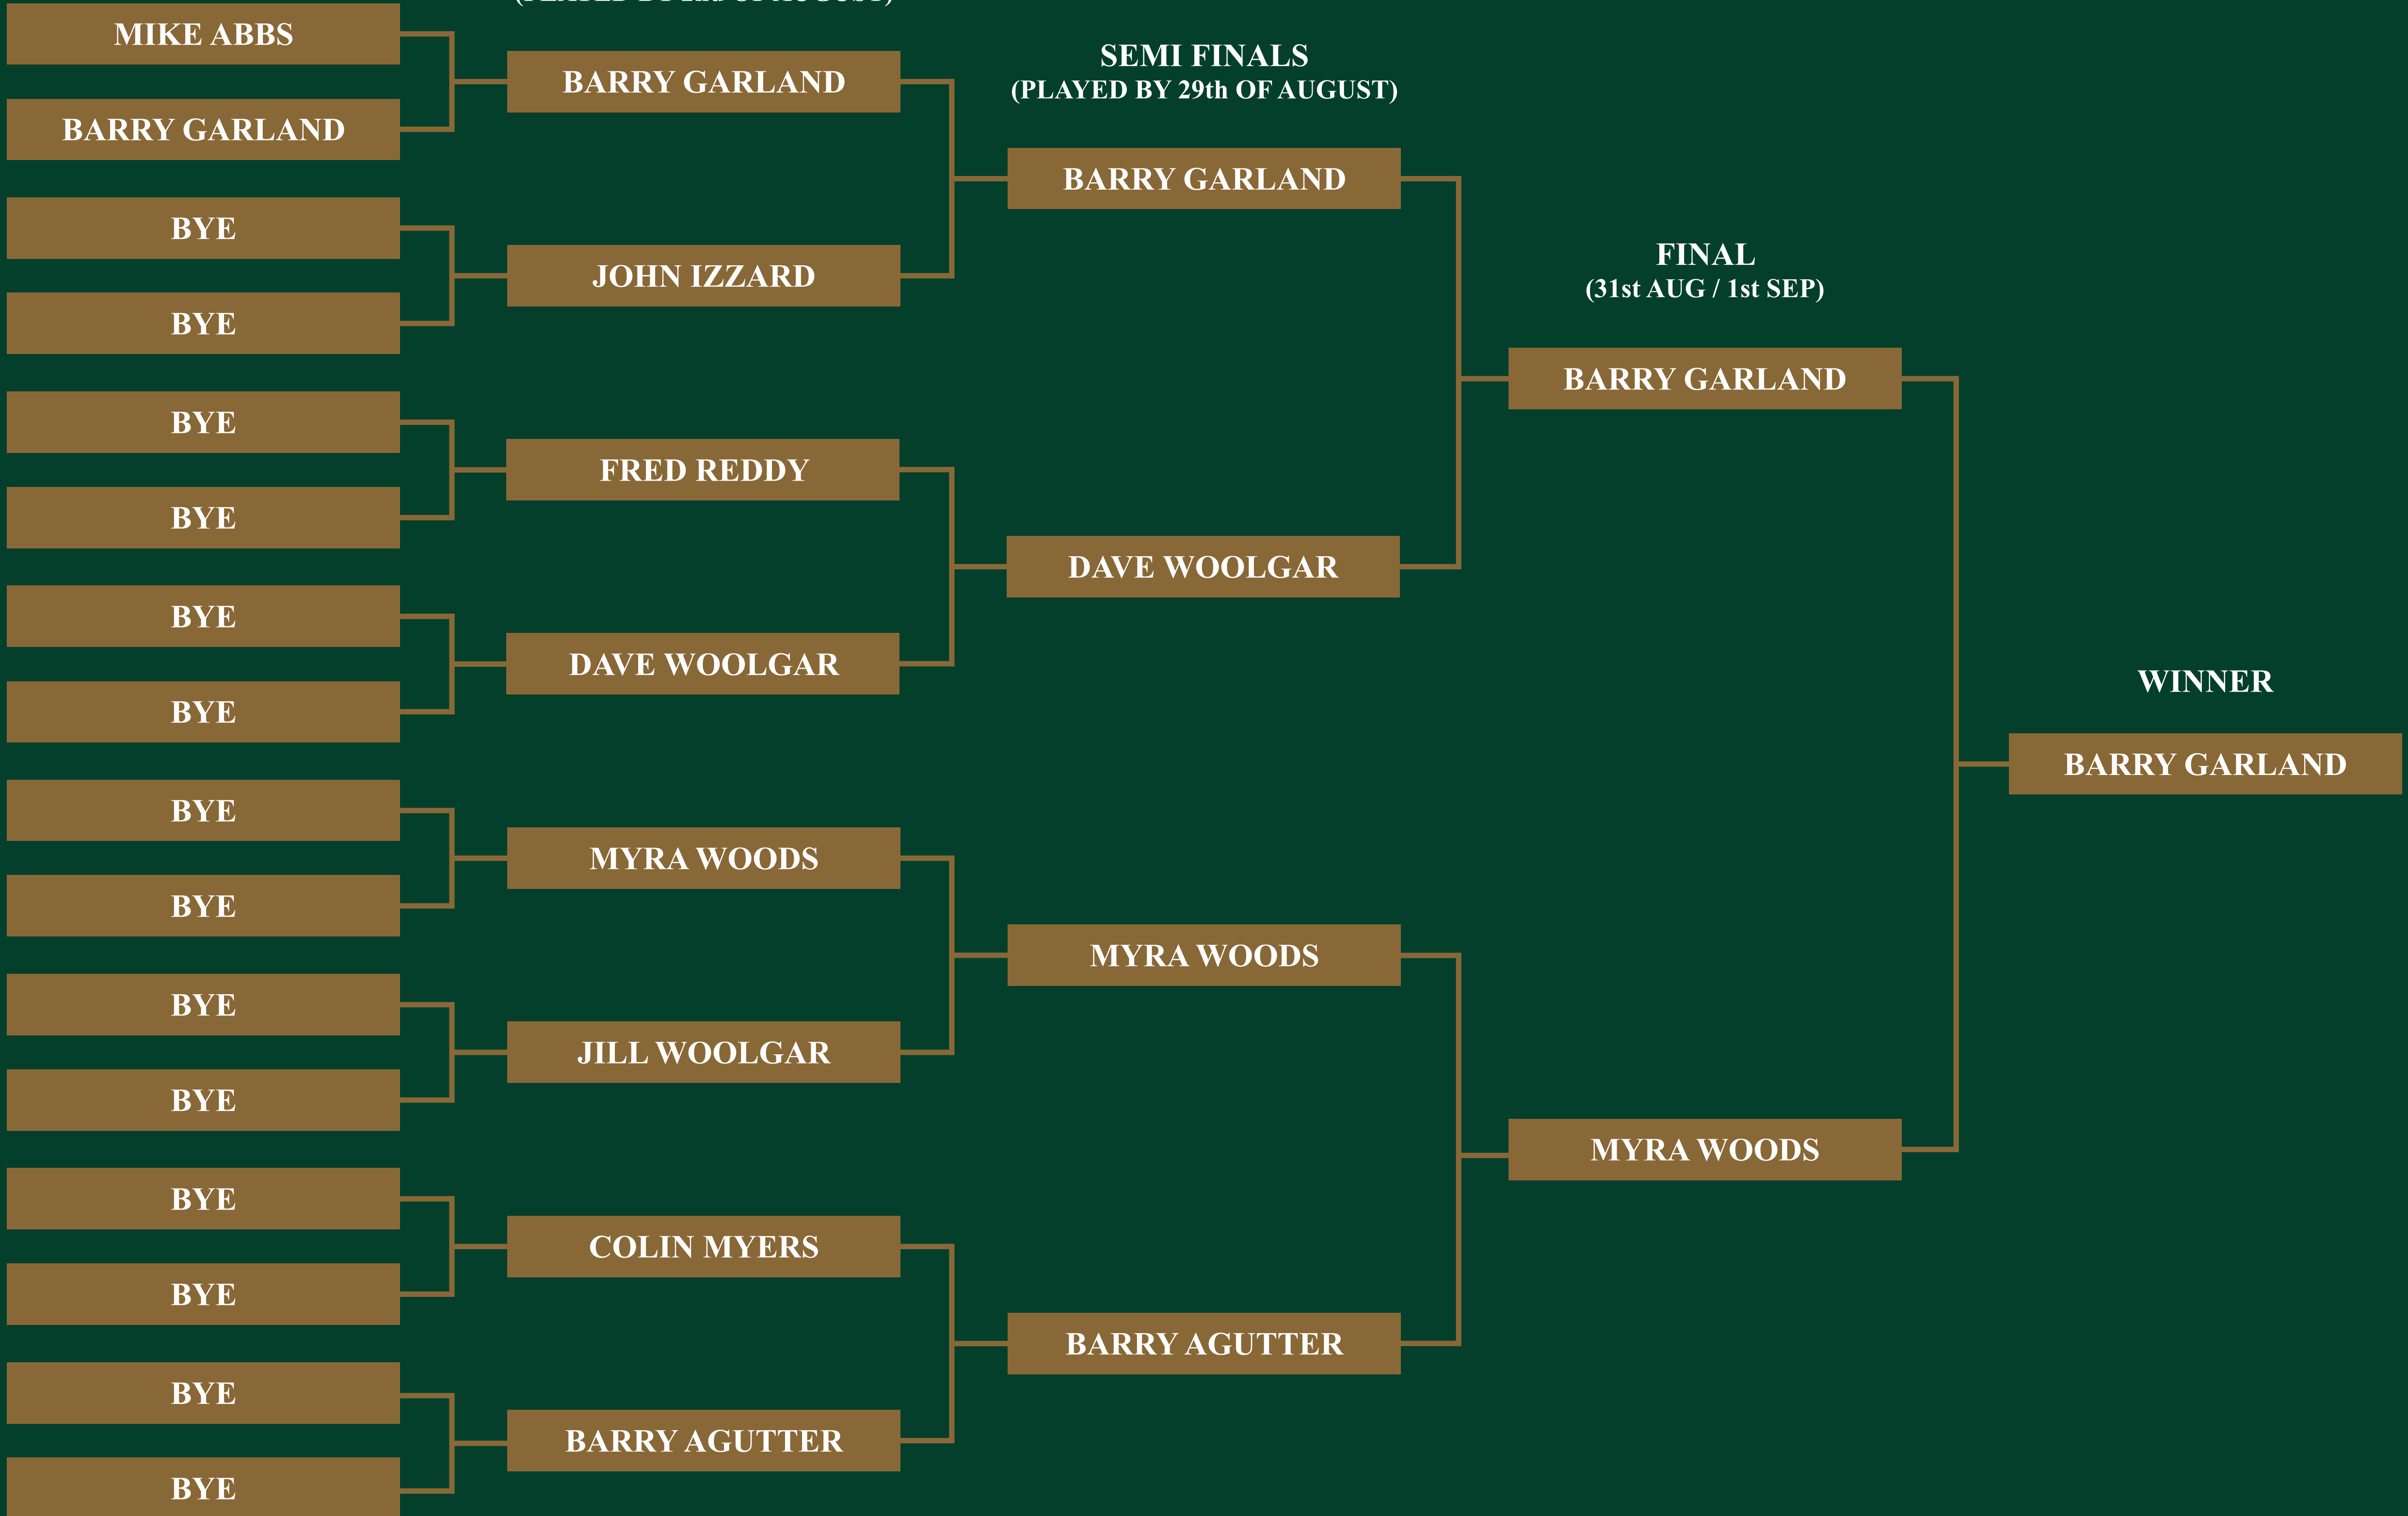 MIKE ABBS
BARRY GARLAND
BYE
BYE
BYE
BYE
BYE
BYE
BYE
BYE
BYE
BYE
BYE
BYE
BYE
BYE
BARRY GARLAND
JOHN IZZARD
FRED REDDY
DAVE WOOLGAR
MYRA WOODS
JILL WOOLGAR
COLIN MYERS
BARRY AGUTTER
SEMI FINALS
(PLAYED BY 29th OF AUGUST)
BARRY GARLAND
DAVE WOOLGAR
MYRA WOODS
BARRY AGUTTER
FINAL
(31st AUG / 1st SEP)
BARRY GARLAND
MYRA WOODS
WINNER
BARRY GARLAND